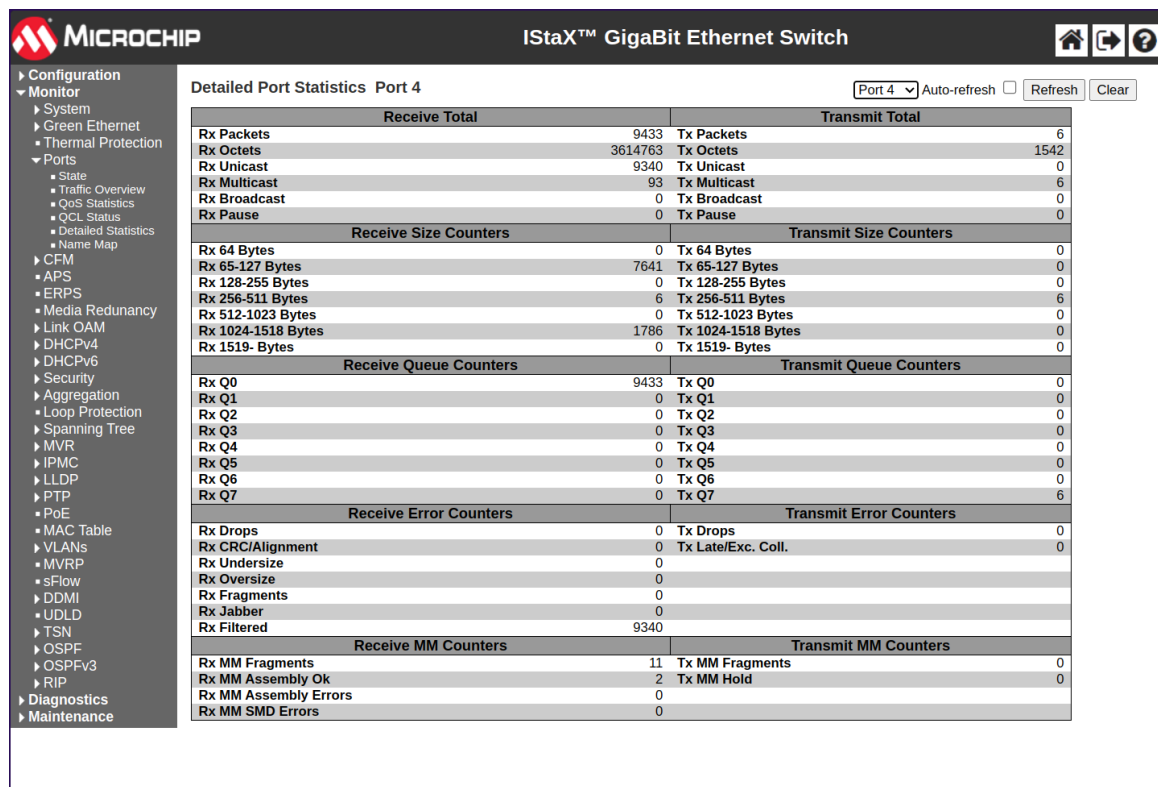 MICROCHIP
IStaX™ GigaBit Ethernet Switch
Configuration
Monitor
System
Green Ethernet
Thermal Protection
Ports
State
Traffic Overview
QoS Statistics
QCL Status
Detailed Statistics
Name Map
CFM
APS
ERPS
Media Redunancy
Link OAM
DHCPv4
DHCPv6
Security
Aggregation
Loop Protection
Spanning Tree
MVR
IPMC
LLDP
PTP
PoE
MAC Table
VLANs
MVRP
sFlow
DDMI
UDLD
TSN
OSPF
OSPFv3
RIP
Diagnostics
Maintenance
Detailed Port Statistics Port 4
Port 4 Auto-refresh Refresh Clear
Receive Total Transmit Total
Rx Packets 9433 Tx Packets 6
Rx Octets 3614763 Tx Octets 1542
Rx Unicast 9340 Tx Unicast 0
Rx Multicast 93 Tx Multicast 6
Rx Broadcast 0 Tx Broadcast 0
Rx Pause 0 Tx Pause 0
Receive Size Counters Transmit Size Counters
Rx 64 Bytes 0 Tx 64 Bytes 0
Rx 65-127 Bytes 7641 Tx 65-127 Bytes 0
Rx 128-255 Bytes 0 Tx 128-255 Bytes 0
Rx 256-511 Bytes 6 Tx 256-511 Bytes 6
Rx 512-1023 Bytes 0 Tx 512-1023 Bytes 0
Rx 1024-1518 Bytes 1786 Tx 1024-1518 Bytes 0
Rx 1519- Bytes 0 Tx 1519- Bytes 0
Receive Queue Counters Transmit Queue Counters
Rx Q0 9433 Tx Q0 0
Rx Q1 0 Tx Q1 0
Rx Q2 0 Tx Q2 0
Rx Q3 0 Tx Q3 0
Rx Q4 0 Tx Q4 0
Rx Q5 0 Tx Q5 0
Rx Q6 0 Tx Q6 0
Rx Q7 0 Tx Q7 6
Receive Error Counters Transmit Error Counters
Rx Drops 0 Tx Drops 0
Rx CRC/Alignment 0 Tx Late/Exc. Coll. 0
Rx Undersize 0
Rx Oversize 0
Rx Fragments 0
Rx Jabber 0
Rx Filtered 9340
Receive MM Counters Transmit MM Counters
Rx MM Fragments 11 Tx MM Fragments 0
Rx MM Assembly Ok 2 Tx MM Hold 0
Rx MM Assembly Errors 0
Rx MM SMD Errors 0